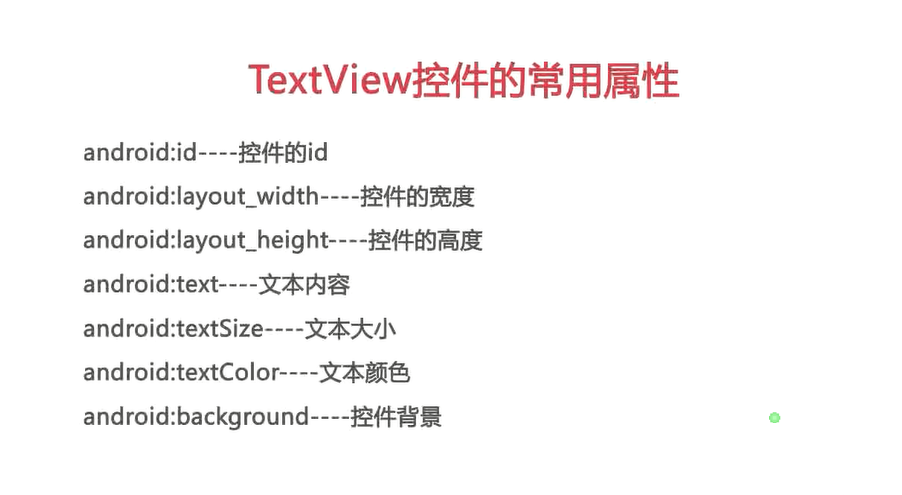 TextView控件的常用属性
android:id----控件的id
android:layout_width----控件的宽度
android:layout_height----控件的高度
android:text----文本内容
android:textSize----文本大小
android:textColor----文本颜色
android:background----控件背景